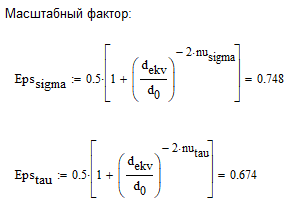 Масштабный фактор:
Eps_sigma := 0.5·[1 + (d_ekv / d_0)^(−2·nu_sigma)] = 0.748
Eps_tau := 0.5·[1 + (d_ekv / d_0)^(−2·nu_tau)] = 0.674